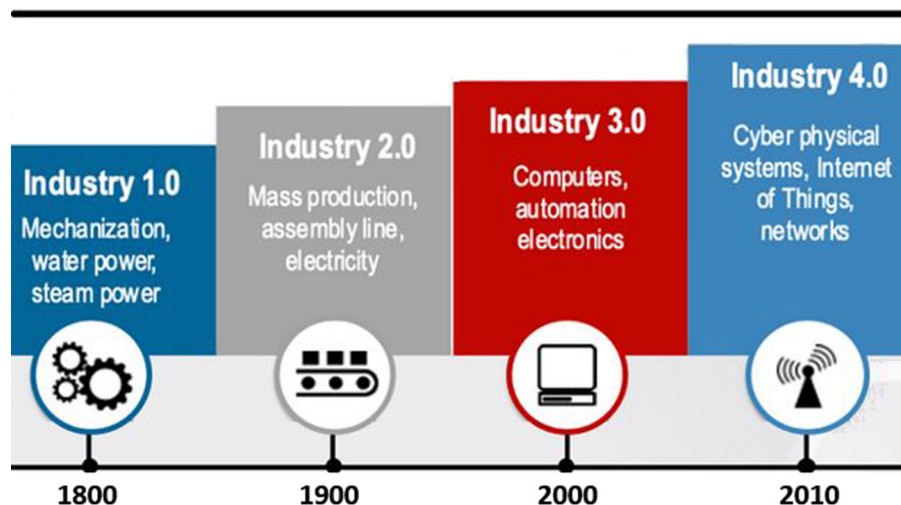 Industry 1.0
Mechanization,
water power,
steam power
Industry 2.0
Mass production,
assembly line,
electricity
Industry 3.0
Computers,
automation
electronics
Industry 4.0
Cyber physical
systems, Internet
of Things,
networks
1800
1900
2000
2010